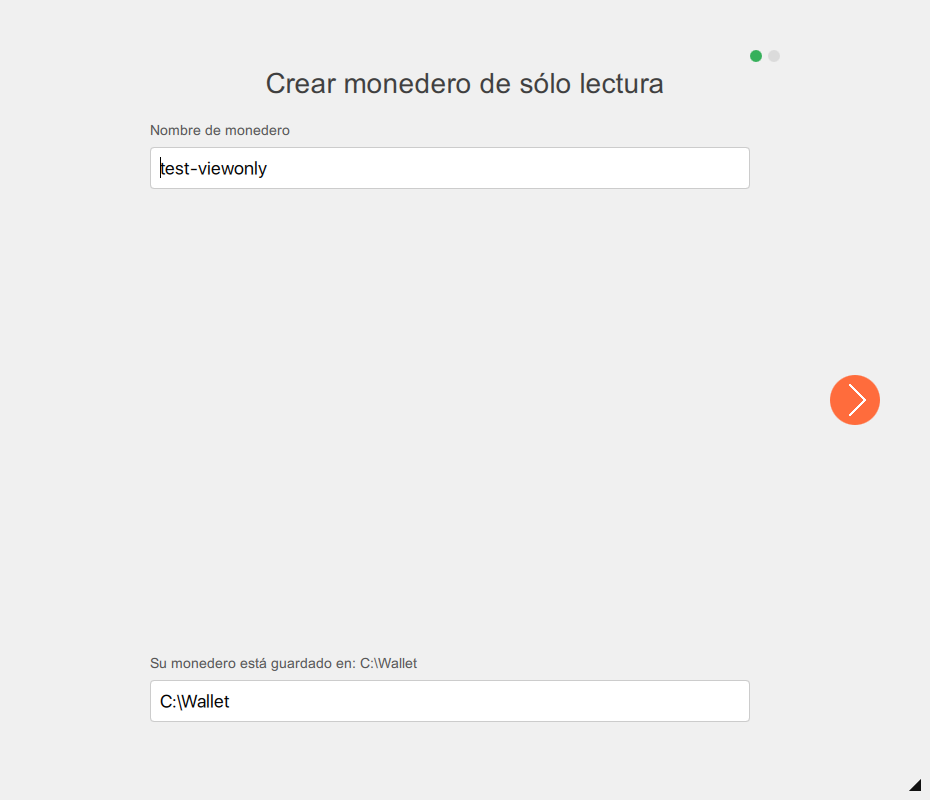 Crear monedero de sólo lectura
Nombre de monedero
test-viewonly
Su monedero está guardado en: C:\Wallet
C:\Wallet